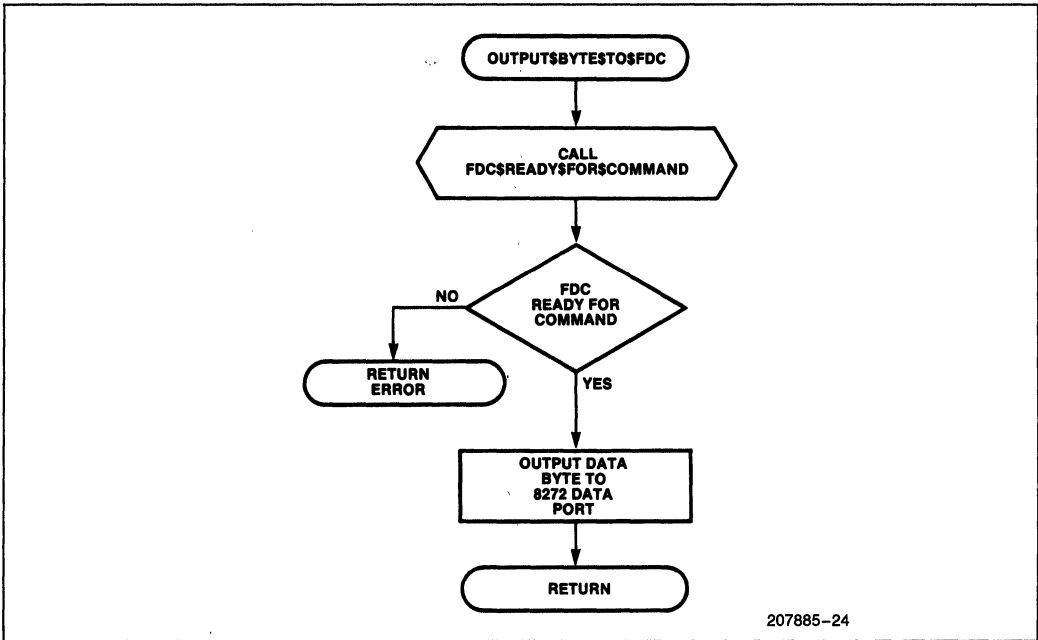 OUTPUT$BYTE$TO$FDC
CALL
FDC$READY$FOR$COMMAND
FDC
READY FOR
COMMAND
NO
RETURN
ERROR
YES
OUTPUT DATA
BYTE TO
8272 DATA
PORT
RETURN
207885-24